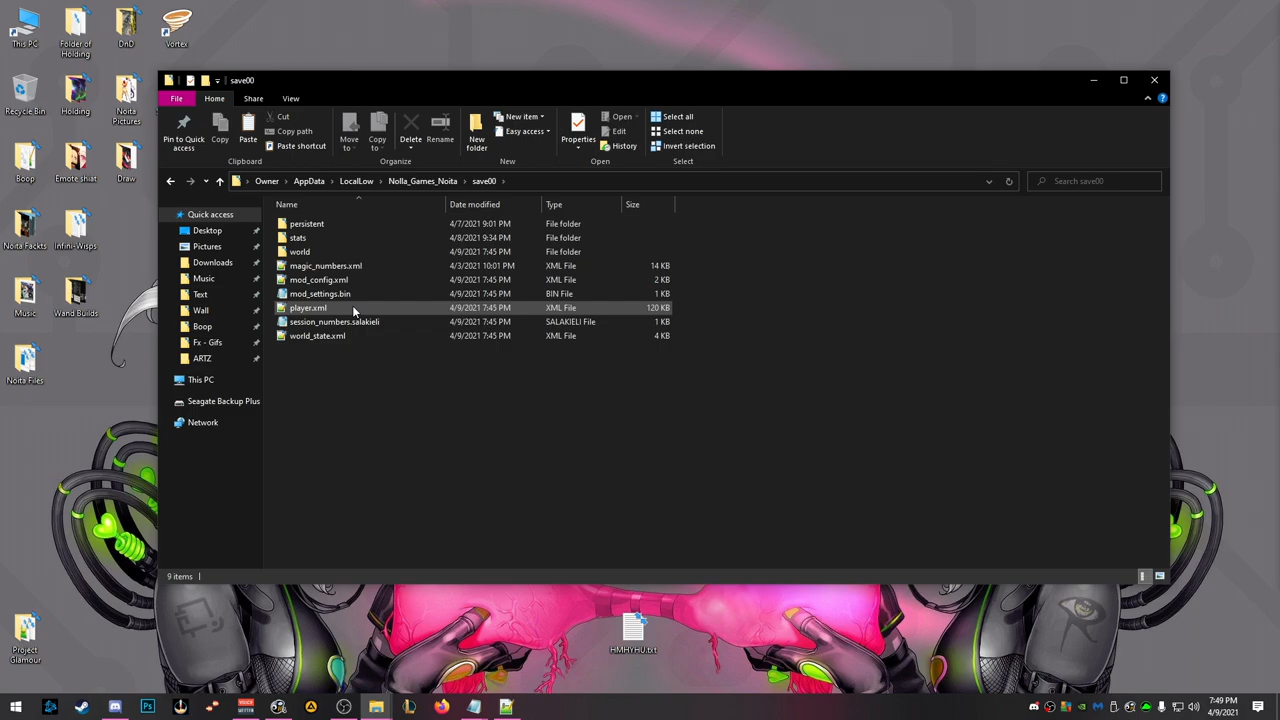 This PC
Folder of
Holding
DnD
Vortex
Recycle Bin
Holding
Noita
Pictures
Boop
Emote shiat
Draw
Noita Packts
Infini-Wisps
Music
Wand Builds
Noita Files
Project
Glamour
HMHYHU.txt
save00
File
Home
Share
View
Pin to Quick
access
Copy
Paste
Cut
Copy path
Paste shortcut
Clipboard
Move
to
Copy
to
Delete
Rename
Organize
New
folder
New item
Easy access
New
Properties
Open
Edit
History
Open
Select all
Select none
Invert selection
Select
Owner > AppData > LocalLow > Nolla_Games_Noita > save00 >
Search save00
Quick access
Desktop
Pictures
Downloads
Music
Text
Wall
Boop
Fx - Gifs
ARTZ
This PC
Seagate Backup Plus
Network
Name Date modified Type Size
persistent 4/7/2021 9:01 PM File folder
stats 4/8/2021 9:34 PM File folder
world 4/9/2021 7:45 PM File folder
magic_numbers.xml 4/3/2021 10:01 PM XML File 14 KB
mod_config.xml 4/9/2021 7:45 PM XML File 2 KB
mod_settings.bin 4/9/2021 7:45 PM BIN File 1 KB
player.xml 4/9/2021 7:45 PM XML File 120 KB
session_numbers.salakieli 4/9/2021 7:45 PM SALAKIELI File 1 KB
world_state.xml 4/9/2021 7:45 PM XML File 4 KB
9 items
Ps
7:49 PM
4/9/2021